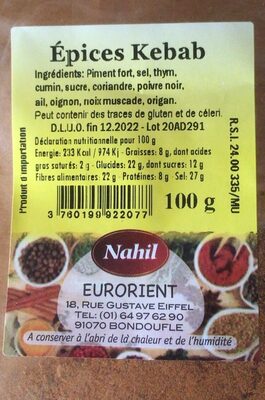 Épices Kebab
Ingrédients: Piment fort, sel, thym,
cumin, sucre, coriandre, poivre noir,
ail, oignon, noix muscade, origan.
Peut contenir des traces de gluten et de céleri.
D.L.U.O. fin 12.2022 - Lot 20AD291
Déclaration nutritionnelle pour 100 g
Energie: 233 Kcal / 974 Kj - Graisses: 8 g, dont acides
gras saturés: 2 g - Glucides: 22 g, dont sucres: 12 g
Fibres alimentaires: 22 g - Protéines: 8 g - Sel: 27 g
3 760199 922077
100 g
Produit d'importation
R.S.I. 24.00 335/MU
Nahil
EURORIENT
18, RUE GUSTAVE EIFFEL
TEL: (01) 64 97 62 90
91070 BONDOUFLE
A conserver à l'abri de la chaleur et de l'humidité